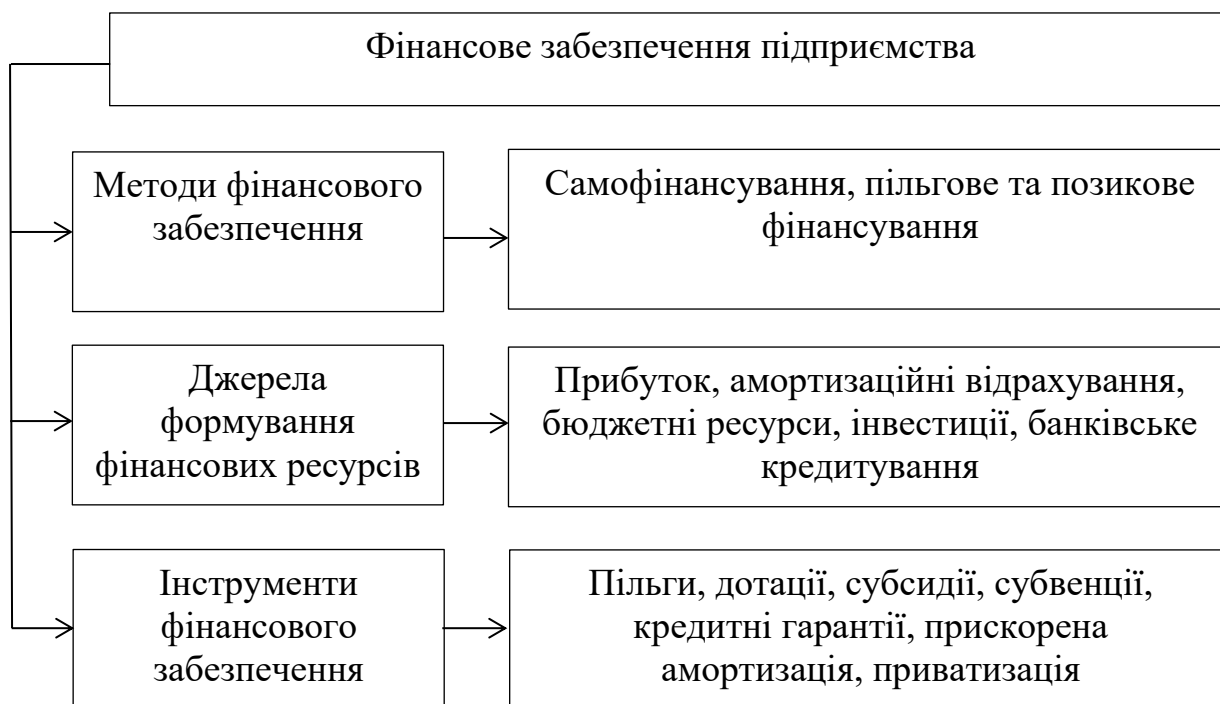 Фінансове забезпечення підприємства
Методи фінансового
забезпечення
Самофінансування, пільгове та позикове
фінансування
Джерела
формування
фінансових ресурсів
Прибуток, амортизаційні відрахування,
бюджетні ресурси, інвестиції, банківське
кредитування
Інструменти
фінансового
забезпечення
Пільги, дотації, субсидії, субвенції,
кредитні гарантії, прискорена
амортизація, приватизація